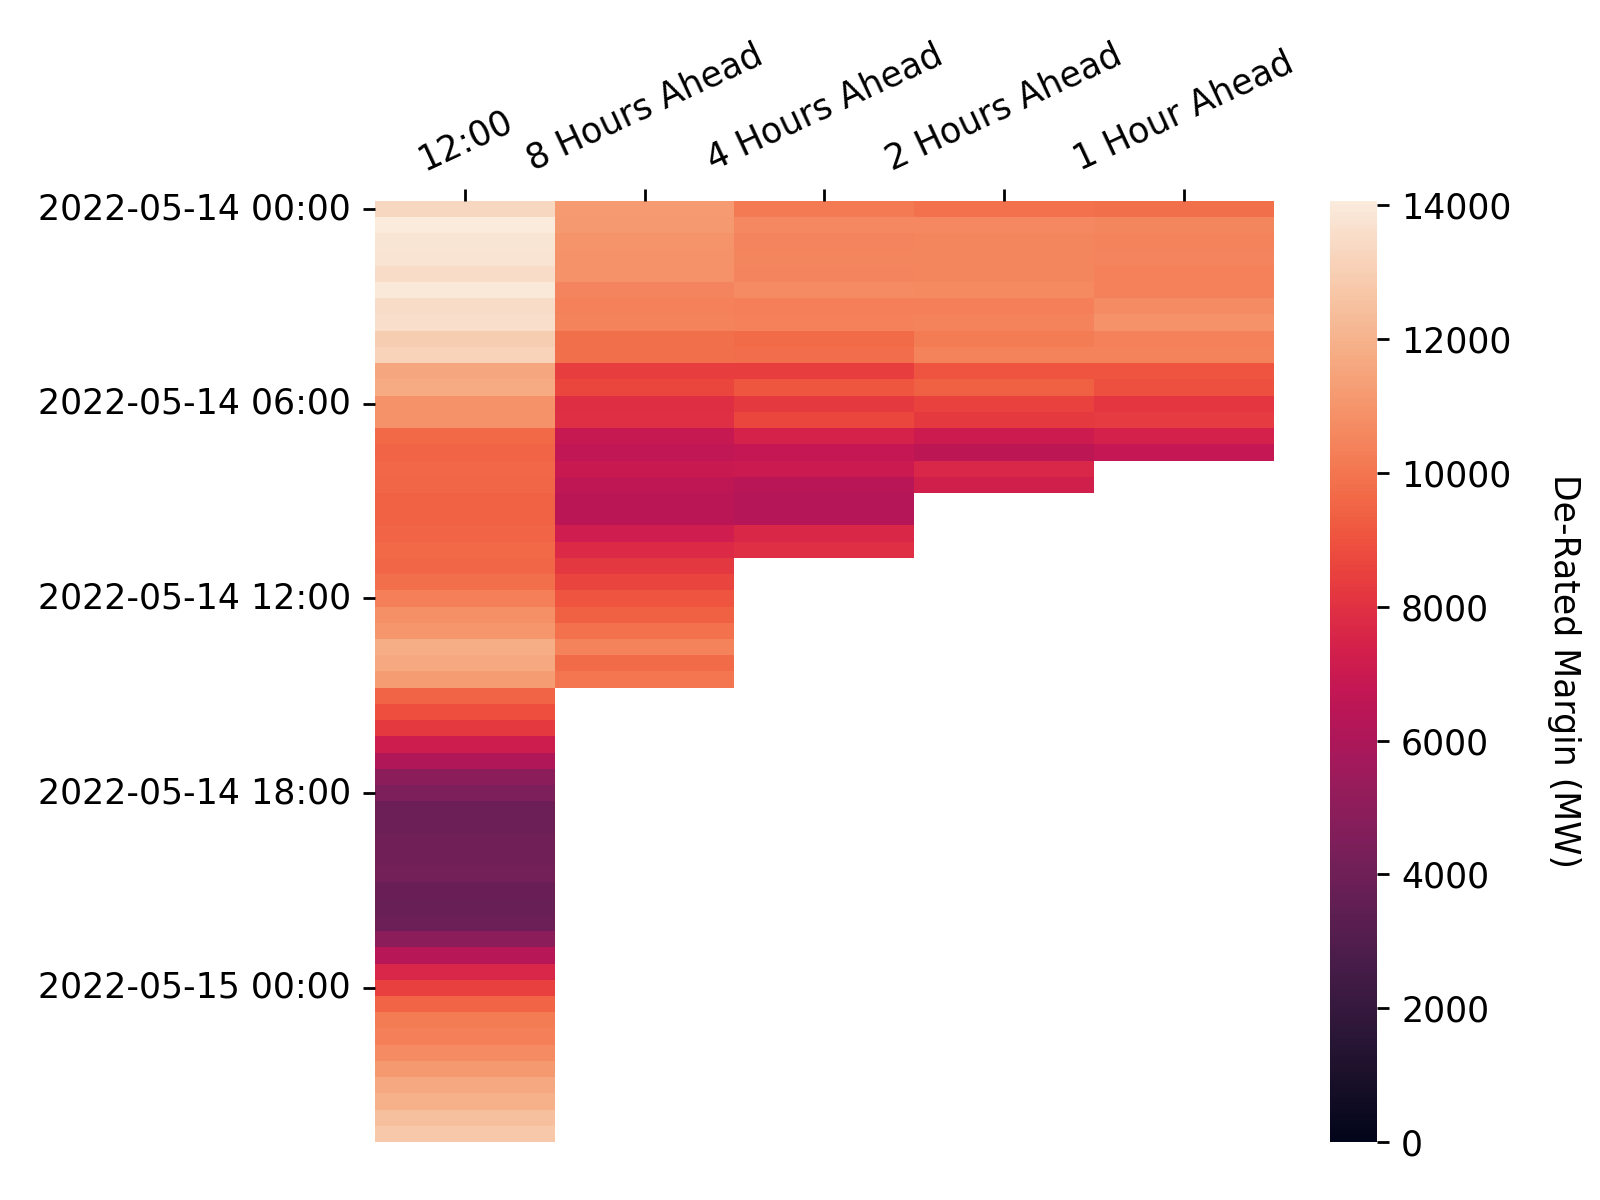 12:00
8 Hours Ahead
4 Hours Ahead
2 Hours Ahead
1 Hour Ahead
2022-05-14 00:00
2022-05-14 06:00
2022-05-14 12:00
2022-05-14 18:00
2022-05-15 00:00
14000
12000
10000
8000
6000
4000
2000
0
De-Rated Margin (MW)